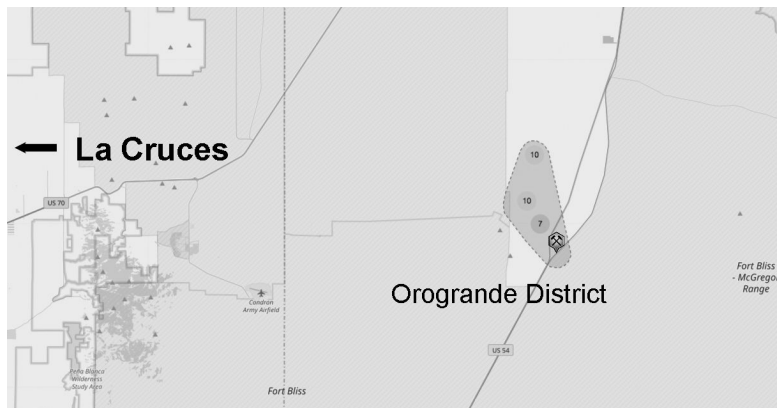 10
La Cruces
10
US 70
7
Fort Bliss
- McGregor
Range
Orogrande District
Condron
Army Airfield
US 54
Peña Blanca
Wilderness
Study Area
Fort Bliss